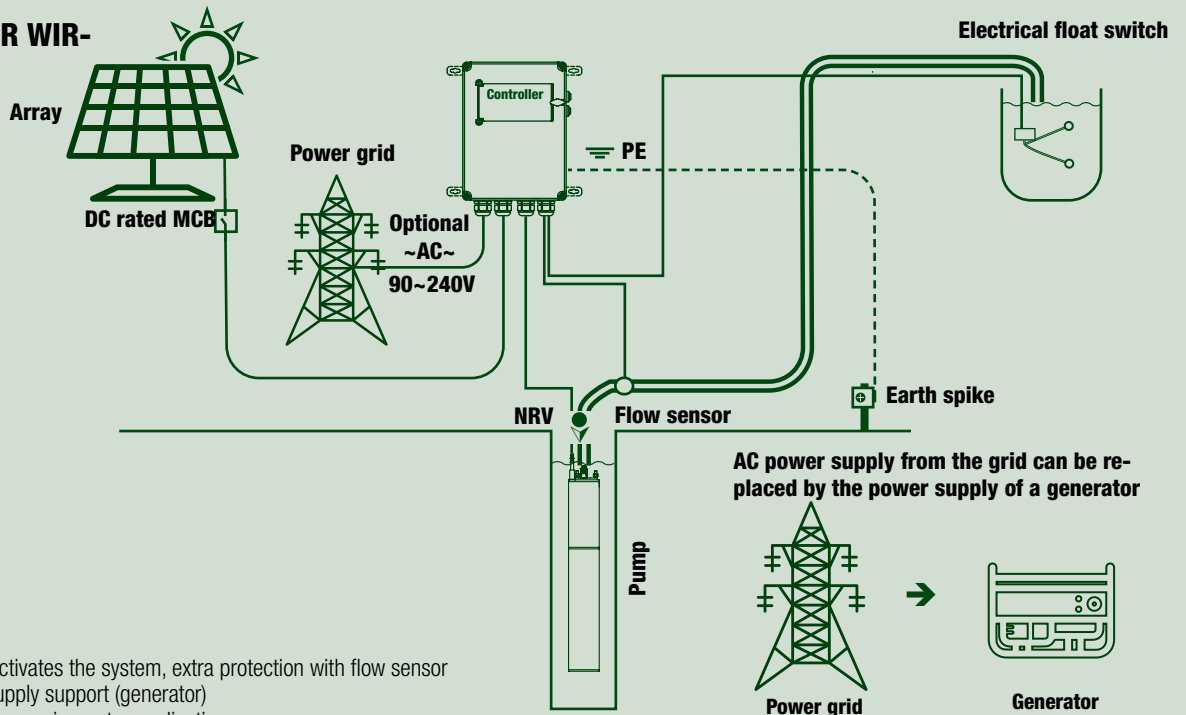 R WIR-
Electrical float switch
Controller
Array
Power grid
PE
DC rated MCB
Optional
~AC~
90~240V
NRV
Flow sensor
Earth spike
AC power supply from the grid can be re-
placed by the power supply of a generator
Pump
ctivates the system, extra protection with flow sensor
upply support (generator)
Power grid
Generator